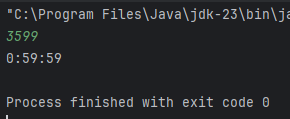 "C:\Program Files\Java\jdk-23\bin\ja
3599
0:59:59
Process finished with exit code 0